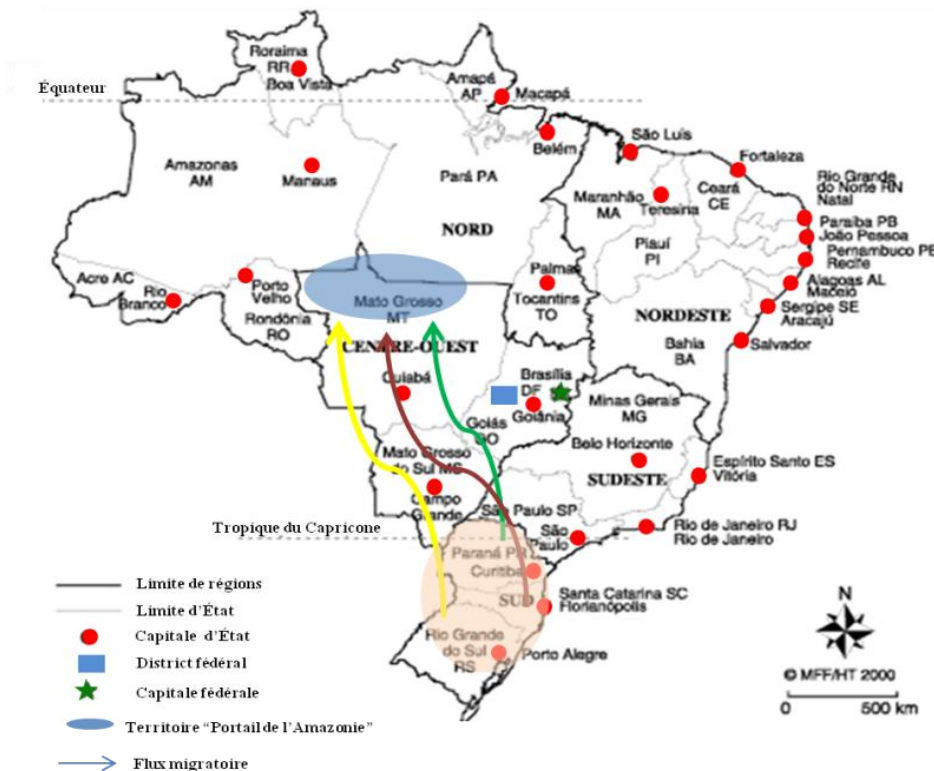 Roraima
RR
Boa Vista
Amapá
AP
Macapá
Équateur
Belém
São Luís
Fortaleza
Amazonas
AM
Manaus
Pará PA
Maranhão
MA
Teresina
Ceará
CE
Rio Grande
do Norte RN
Natal
Paraíba PB
João Pessoa
Pernambuco PE
Recife
NORD
Piauí
PI
Acre AC
Rio
Branco
Porto
Velho
Rondônia
RO
Mato Grosso
MT
Palmas
Tocantins
TO
NORDESTE
Alagoas AL
Maceió
Sergipe SE
Aracajú
Bahia
BA
Salvador
CENTRE-OUEST
Cuiabá
Brasília
DF
Goiânia
Goiás
GO
Minas Gerais
MG
Belo Horizonte
SUDESTE
Espírito Santo ES
Vitória
Mato Grosso
do Sul MS
Campo
Grande
São Paulo SP
São
Paulo
Rio de Janeiro RJ
Rio de Janeiro
Tropique du Capricone
Paraná PR
Curitiba
SUD
Santa Catarina SC
Florianópolis
Rio Grande
do Sul
RS
Porto Alegre
Limite de régions
Limite d'État
Capitale d'État
District fédéral
Capitale fédérale
Territoire “Portail de l'Amazonie”
Flux migratoire
N
© MFF/HT 2000
0 500 km